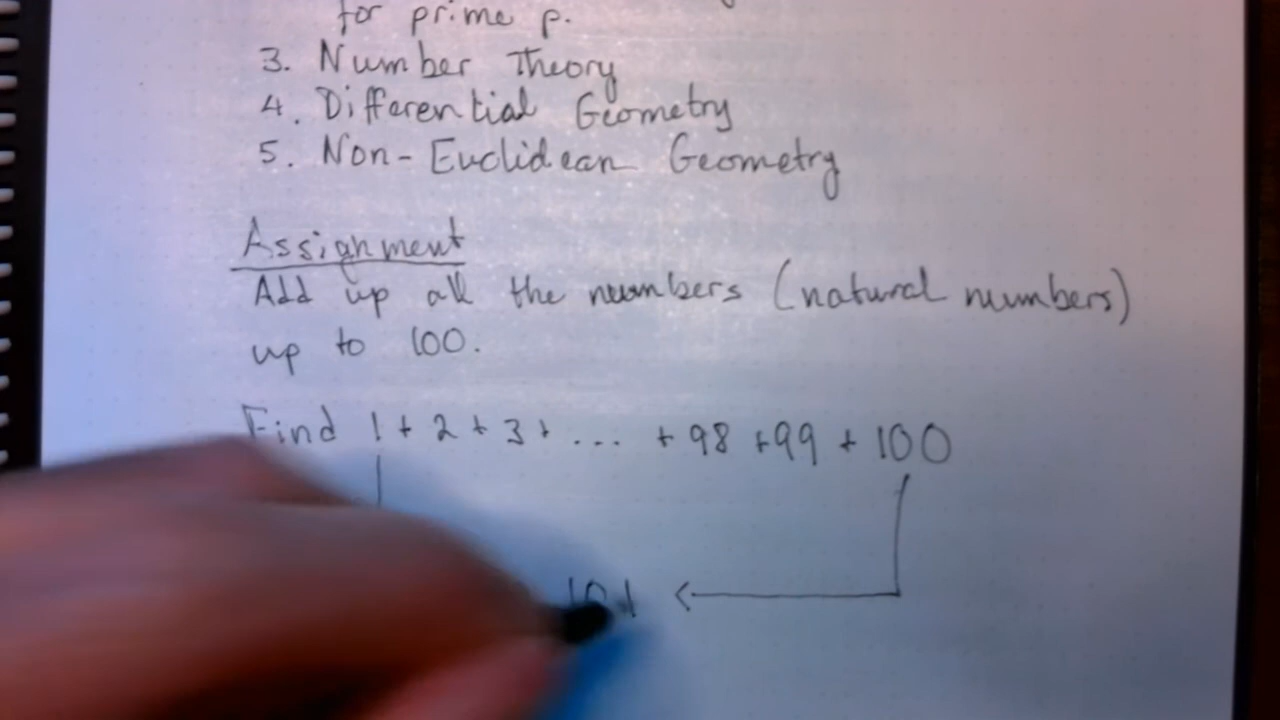 for prime p.
3. Number Theory
4. Differential Geometry
5. Non-Euclidean Geometry
Assignment
Add up all the numbers (natural numbers)
up to 100.
Find 1 + 2 + 3 + ... + 98 + 99 + 100
101